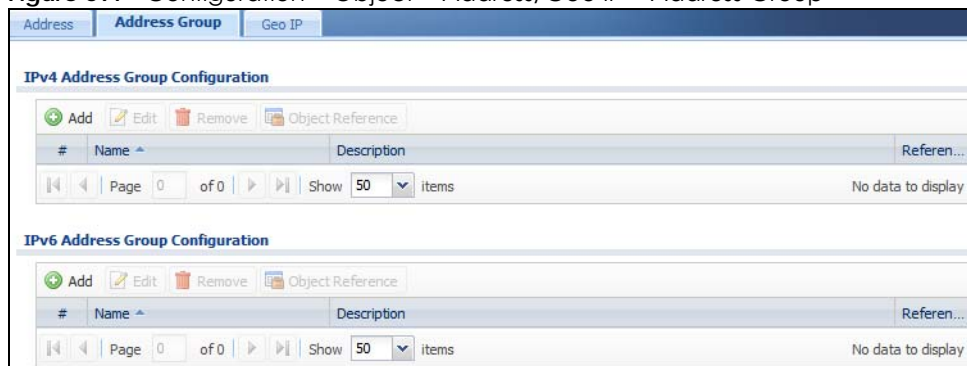 Address Address Group Geo IP
IPv4 Address Group Configuration
Add Edit Remove Object Reference
# Name Description Referen...
Page 0 of 0 Show 50 items No data to display
IPv6 Address Group Configuration
Add Edit Remove Object Reference
# Name Description Referen...
Page 0 of 0 Show 50 items No data to display